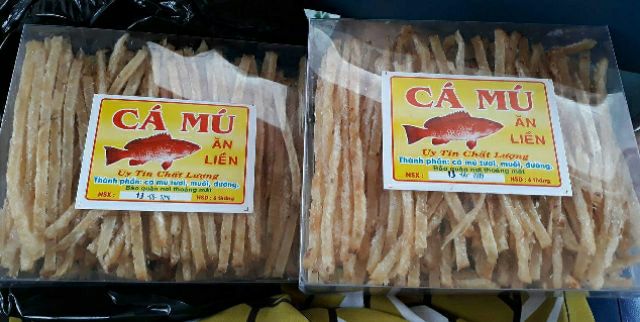 CÁ MÚ
ĂN
LIỀN
Uy Tín Chất Lượng
Thành phần: cá mú tươi, muối, đường.
Bảo quản nơi thoáng mát
NSX: 13
HSD: 6 tháng
CÁ MÚ
ĂN
LIỀN
Uy Tín Chất Lượng
Thành phần: cá mú tươi, muối, đường.
Bảo quản nơi thoáng mát
NSX: 13
HSD: 6 tháng